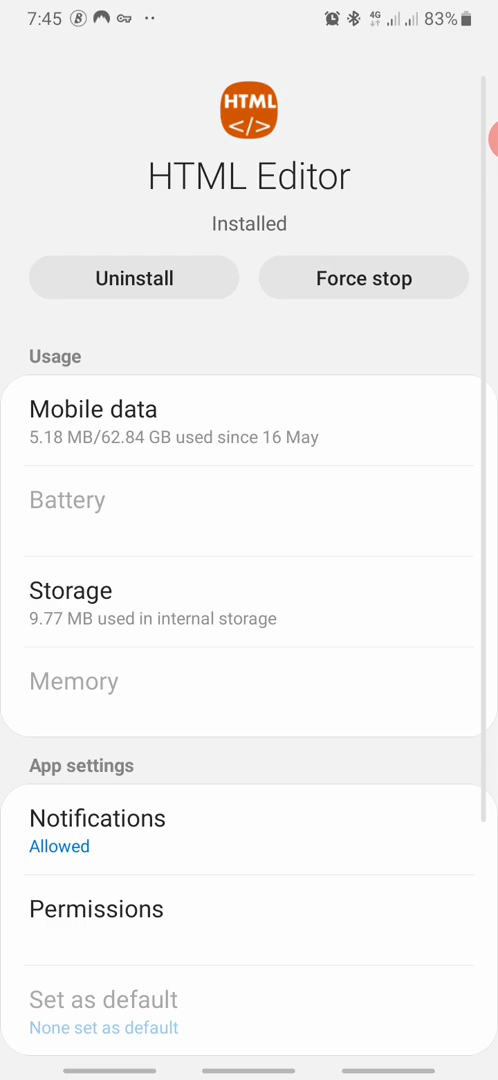 7:45 4G 83%
HTML
</>
HTML Editor
Installed
Uninstall Force stop
Usage
Mobile data
5.18 MB/62.84 GB used since 16 May
Battery
Storage
9.77 MB used in internal storage
Memory
App settings
Notifications
Allowed
Permissions
Set as default
None set as default